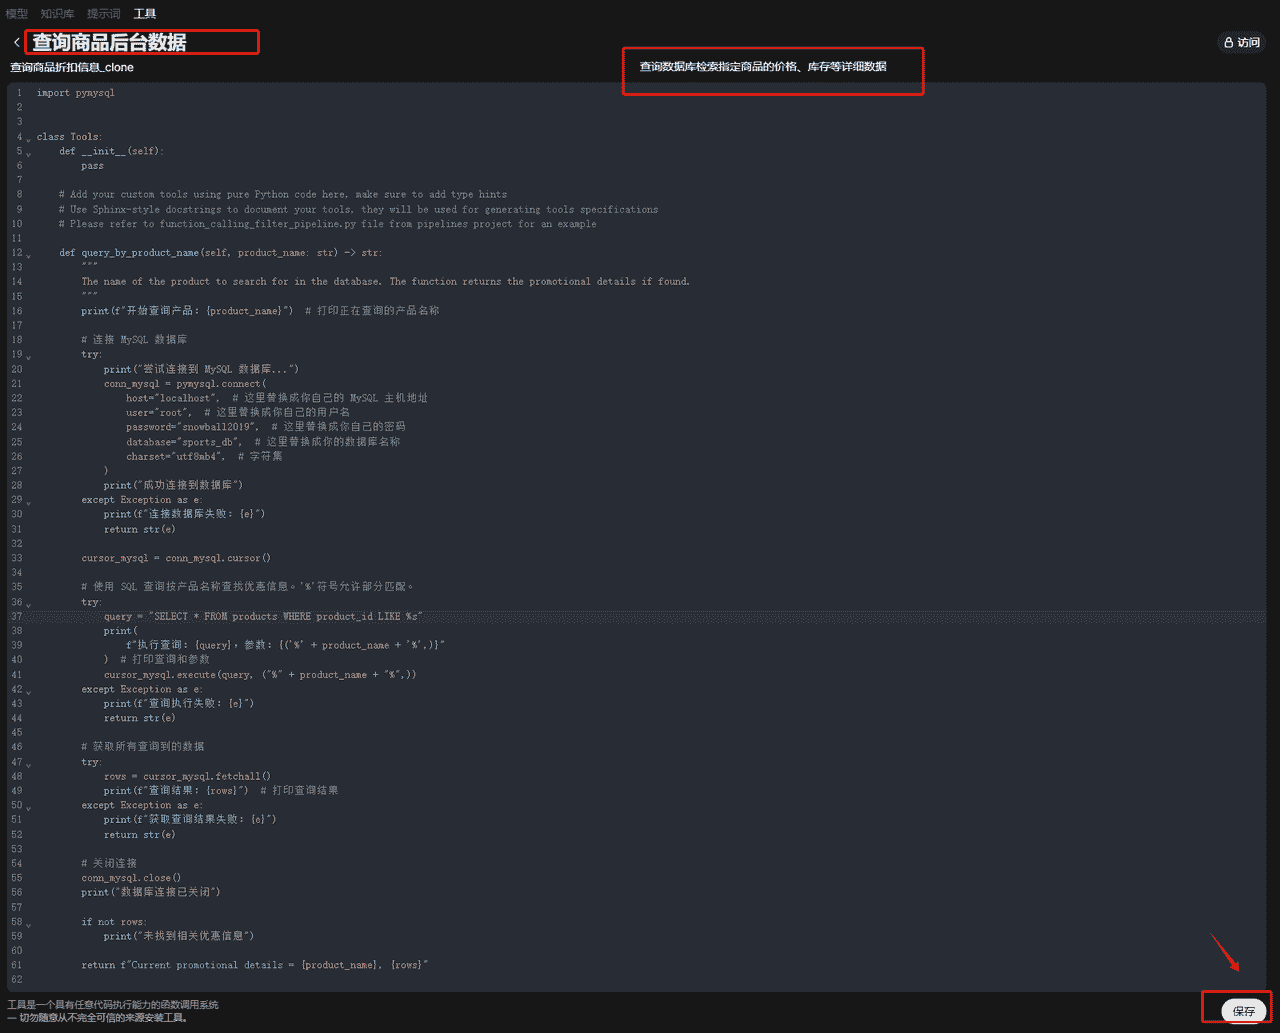 模型 知识库 提示词 工具
查询商品后台数据
访问
查询商品折扣信息_clone
查询数据库检索指定商品的价格、库存等详细数据
1 import pymysql
2
3
4 class Tools:
5 def __init__(self):
6 pass
7
8 # Add your custom tools using pure Python code here, make sure to add type hints
9 # Use Sphinx-style docstrings to document your tools, they will be used for generating tools specifications
10 # Please refer to function_calling_filter_pipeline.py file from pipelines project for an example
11
12 def query_by_product_name(self, product_name: str) -> str:
13 """
14 The name of the product to search for in the database. The function returns the promotional details if found.
15 """
16 print(f"开始查询产品: {product_name}") # 打印正在查询的产品名称
17
18 # 连接 MySQL 数据库
19 try:
20 print("尝试连接到 MySQL 数据库...")
21 conn_mysql = pymysql.connect(
22 host="localhost", # 这里替换成你自己的 MySQL 主机地址
23 user="root", # 这里替换成你自己的用户名
24 password="snowball2019", # 这里替换成你自己的密码
25 database="sports_db", # 这里替换成你的数据库名称
26 charset="utf8mb4", # 字符集
27 )
28 print("成功连接到数据库")
29 except Exception as e:
30 print(f"连接数据库失败: {e}")
31 return str(e)
32
33 cursor_mysql = conn_mysql.cursor()
34
35 # 使用 SQL 查询按产品名称查找优惠信息。'%'符号允许部分匹配。
36 try:
37 query = "SELECT * FROM products WHERE product_id LIKE %s"
38 print(
39 f"执行查询: {query}, 参数: {('%' + product_name + '%',)}"
40 ) # 打印查询和参数
41 cursor_mysql.execute(query, ("%" + product_name + "%",))
42 except Exception as e:
43 print(f"查询执行失败: {e}")
44 return str(e)
45
46 # 获取所有查询到的数据
47 try:
48 rows = cursor_mysql.fetchall()
49 print(f"查询结果: {rows}") # 打印查询结果
50 except Exception as e:
51 print(f"获取查询结果失败: {e}")
52 return str(e)
53
54 # 关闭连接
55 conn_mysql.close()
56 print("数据库连接已关闭")
57
58 if not rows:
59 print("未找到相关优惠信息")
60
61 return f"Current promotional details = {product_name}, {rows}"
62
工具是一个具有任意代码执行能力的函数调用系统
— 切勿随意从不完全可信的来源安装工具。
保存